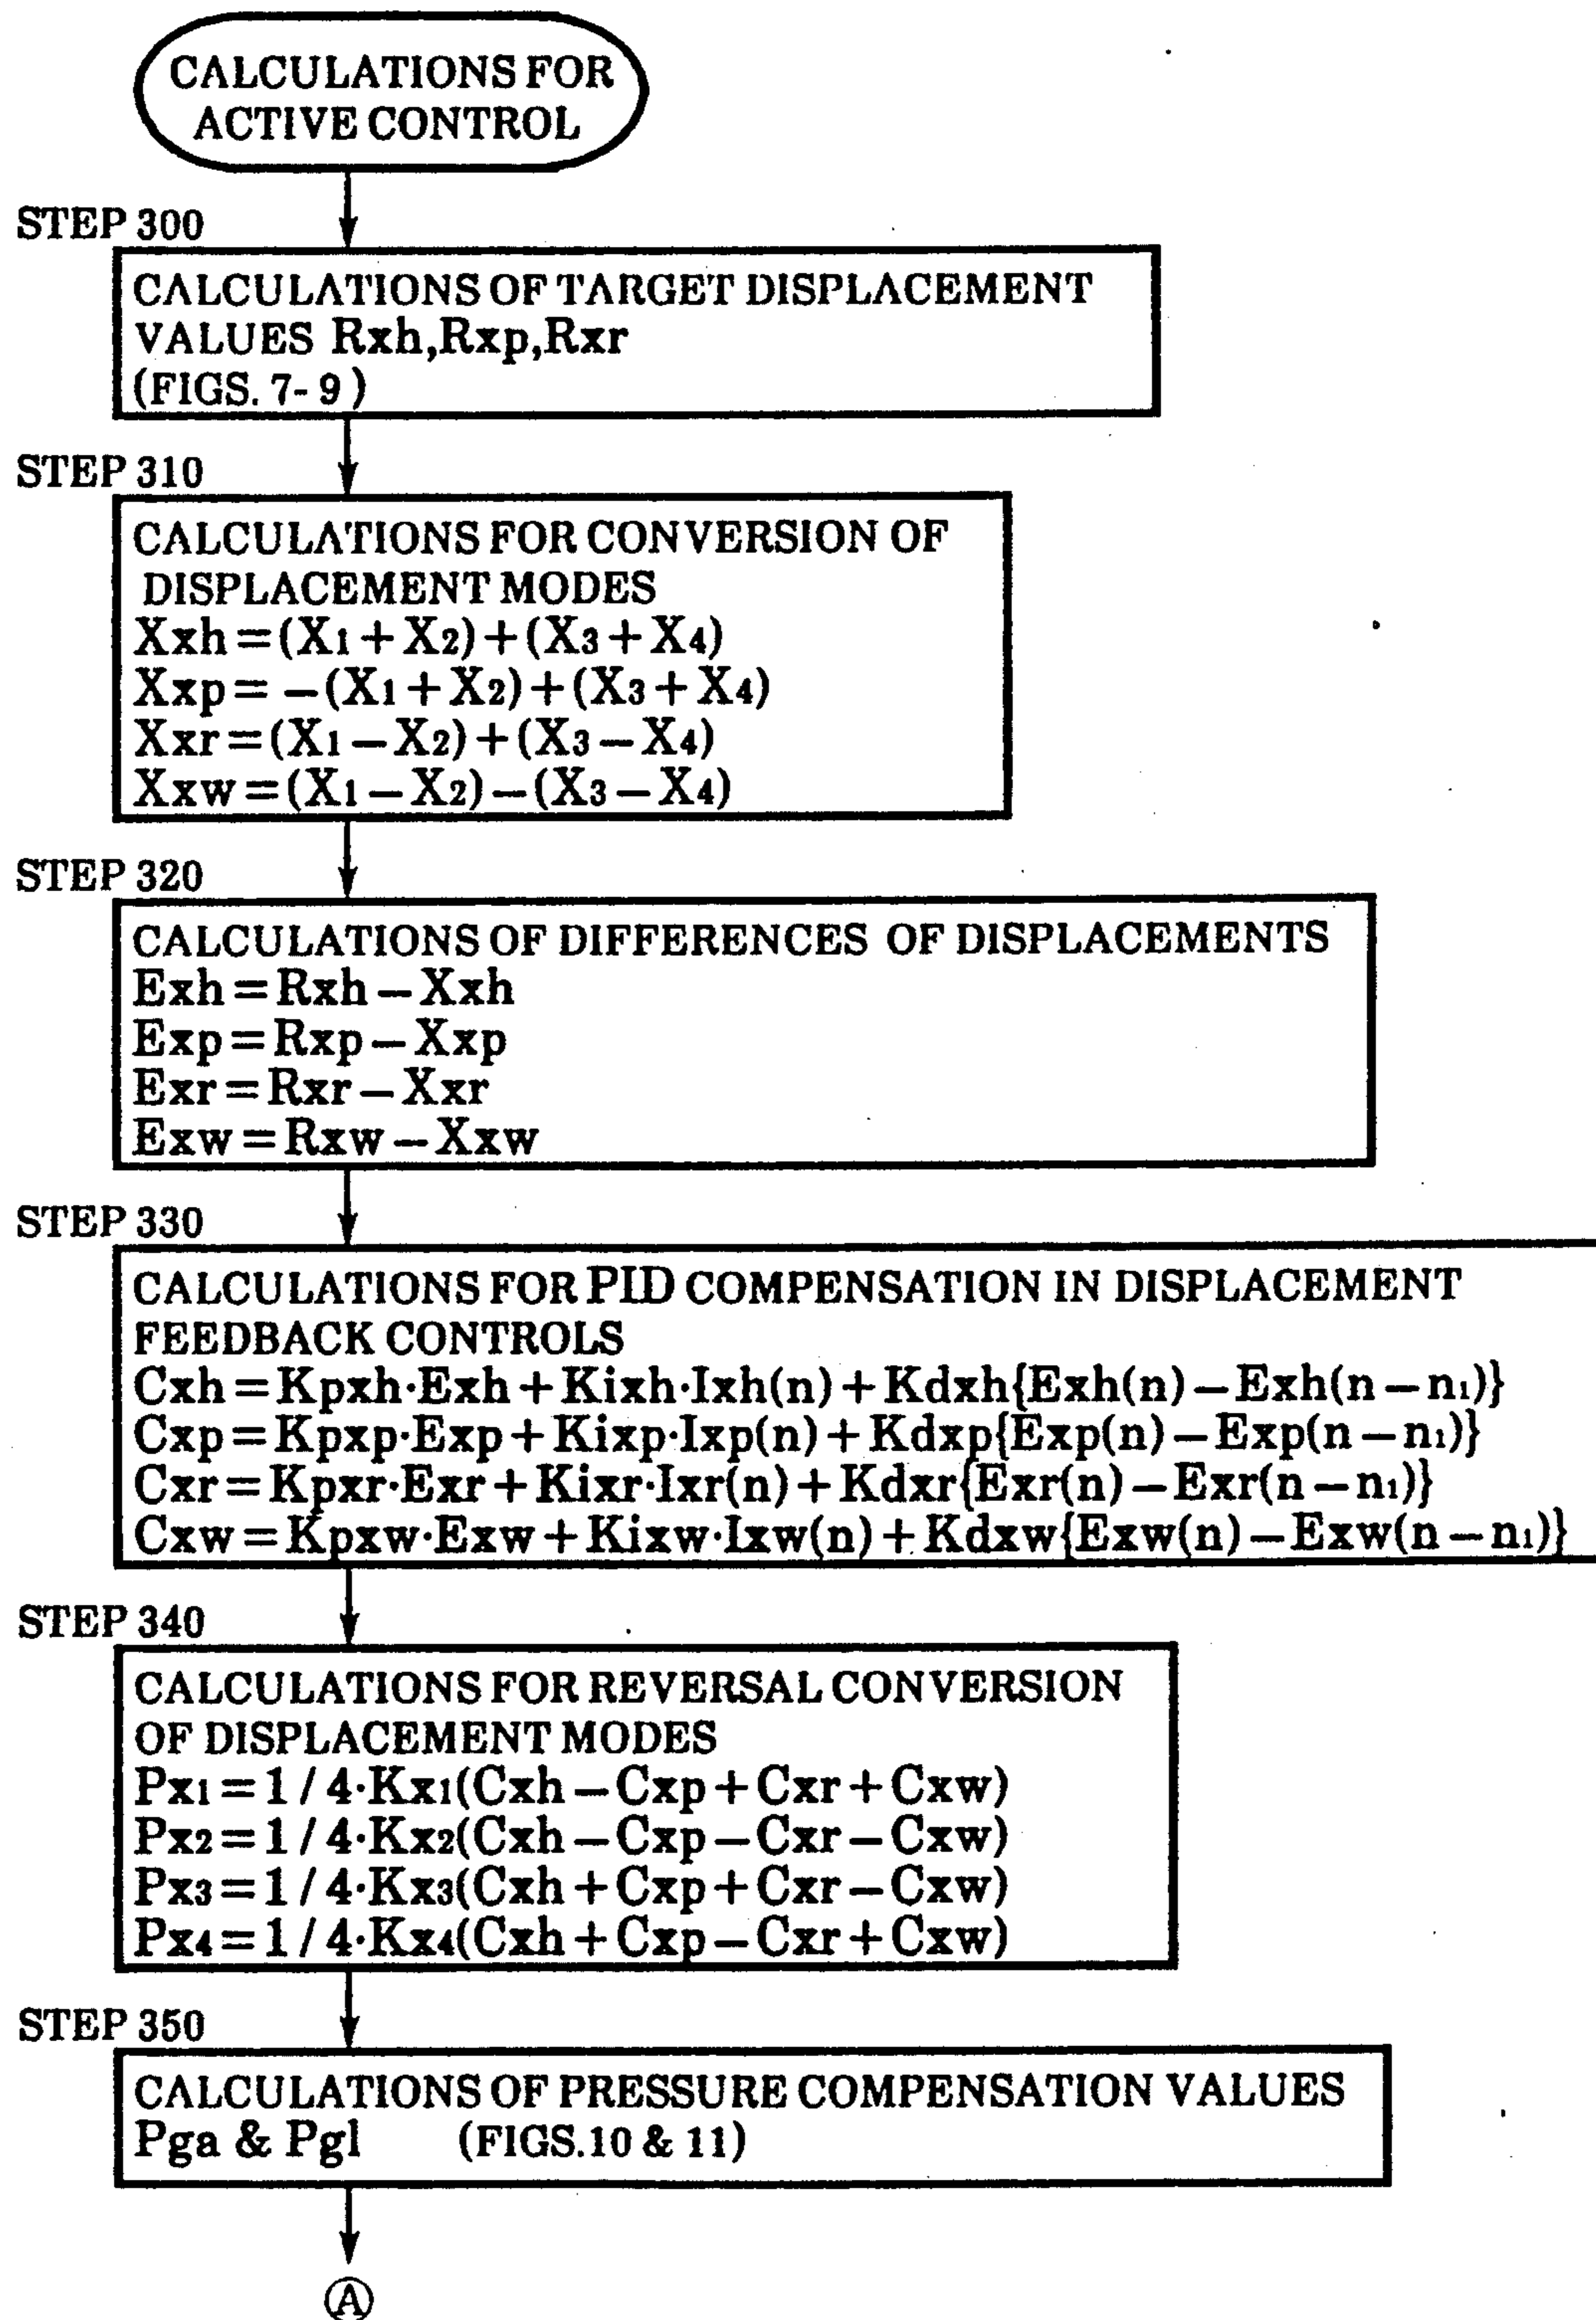 CALCULATIONS FOR
ACTIVE CONTROL
STEP 300
CALCULATIONS OF TARGET DISPLACEMENT
VALUES Rxh,Rxp,Rxr
(FIGS. 7-9)
STEP 310
CALCULATIONS FOR CONVERSION OF
DISPLACEMENT MODES
Xxh=(X1+X2)+(X3+X4)
Xxp=-(X1+X2)+(X3+X4)
Xxr=(X1-X2)+(X3-X4)
Xxw=(X1-X2)-(X3-X4)
STEP 320
CALCULATIONS OF DIFFERENCES OF DISPLACEMENTS
Exh=Rxh-Xxh
Exp=Rxp-Xxp
Exr=Rxr-Xxr
Exw=Rxw-Xxw
STEP 330
CALCULATIONS FOR PID COMPENSATION IN DISPLACEMENT
FEEDBACK CONTROLS
Cxh=Kpxh·Exh+Kixh·Ixh(n)+Kdxh{Exh(n)-Exh(n-n1)}
Cxp=Kpxp·Exp+Kixp·Ixp(n)+Kdxp{Exp(n)-Exp(n-n1)}
Cxr=Kpxr·Exr+Kixr·Ixr(n)+Kdxr{Exr(n)-Exr(n-n1)}
Cxw=Kpxw·Exw+Kixw·Ixw(n)+Kdxw{Exw(n)-Exw(n-n1)}
STEP 340
CALCULATIONS FOR REVERSAL CONVERSION
OF DISPLACEMENT MODES
Px1=1/4·Kx1(Cxh-Cxp+Cxr+Cxw)
Px2=1/4·Kx2(Cxh-Cxp-Cxr-Cxw)
Px3=1/4·Kx3(Cxh+Cxp+Cxr-Cxw)
Px4=1/4·Kx4(Cxh+Cxp-Cxr+Cxw)
STEP 350
CALCULATIONS OF PRESSURE COMPENSATION VALUES
Pga & Pgl (FIGS.10 & 11)
A